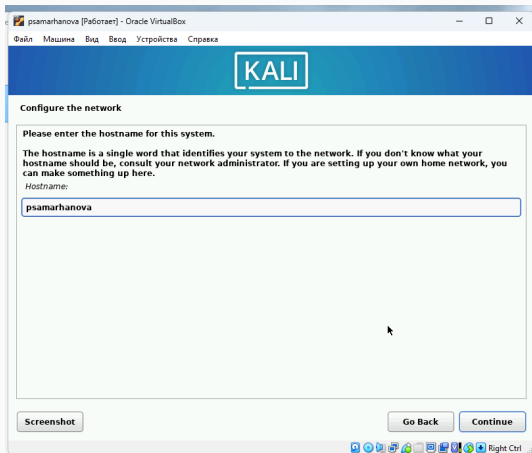 psamarhanova [Работает] - Oracle VirtualBox
Файл Машина Вид Ввод Устройства Справка
KALI
Configure the network
Please enter the hostname for this system.
The hostname is a single word that identifies your system to the network. If you don't know what your
hostname should be, consult your network administrator. If you are setting up your own home network, you
can make something up here.
Hostname:
psamarhanova
Screenshot Go Back Continue
Right Ctrl